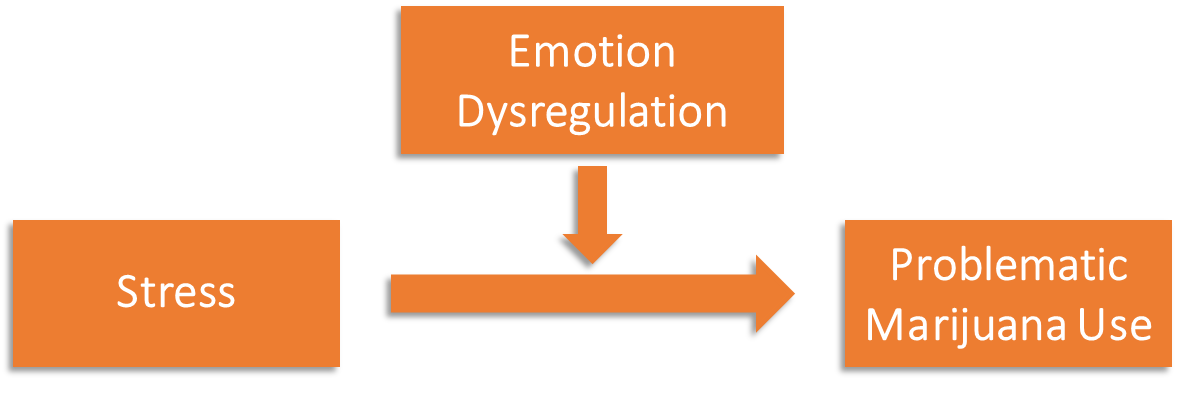 Emotion
Dysregulation
Stress
Problematic
Marijuana Use